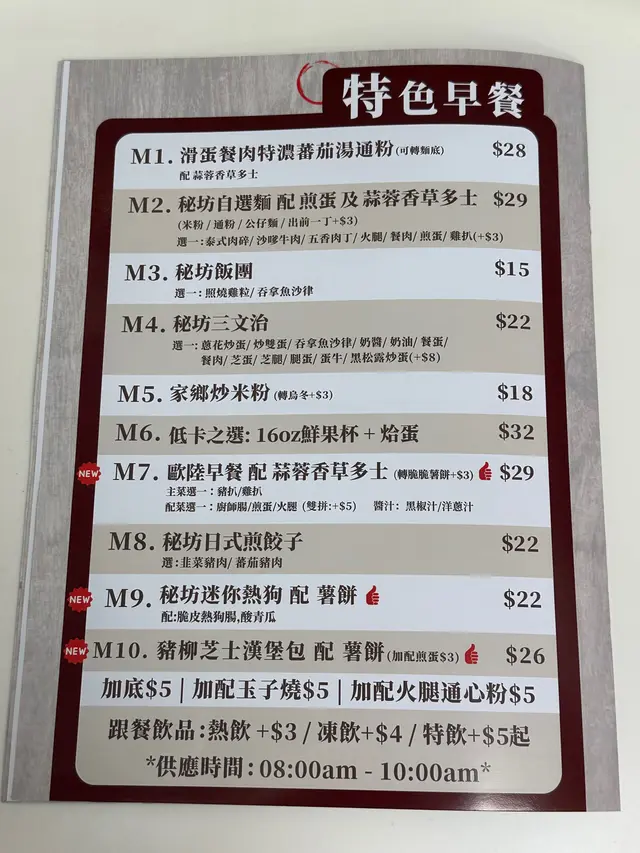 特色早餐
M1. 滑蛋餐肉特濃蕃茄湯通粉(可轉麵底) $28
配 蒜蓉香草多士
M2. 秘坊自選麵 配 煎蛋 及 蒜蓉香草多士 $29
(米粉 / 通粉 / 公仔麵 / 出前一丁+$3)
選一:泰式肉碎/ 沙嗲牛肉/ 五香肉丁/ 火腿/ 餐肉/ 煎蛋/ 雞扒(+$3)
M3. 秘坊飯團 $15
選一: 照燒雞粒/ 吞拿魚沙律
M4. 秘坊三文治 $22
選一: 蔥花炒蛋/ 炒雙蛋/ 吞拿魚沙律/ 奶醬/ 奶油/ 餐蛋/
餐肉/ 芝蛋/ 芝腿/ 腿蛋/ 蛋牛/ 黑松露炒蛋(+$8)
M5. 家鄉炒米粉 (轉烏冬+$3) $18
M6. 低卡之選: 16oz鮮果杯 + 烚蛋 $32
NEW M7. 歐陸早餐 配 蒜蓉香草多士 (轉脆脆薯餅+$3) $29
主菜選一 : 豬扒/雞扒
配菜選一 : 廚師腸/煎蛋/火腿 (雙拼:+$5) 醬汁: 黑椒汁/洋蔥汁
M8. 秘坊日式煎餃子 $22
選: 韭菜豬肉/ 蕃茄豬肉
NEW M9. 秘坊迷你熱狗 配 薯餅 $22
配:脆皮熱狗腸,酸青瓜
NEW M10. 豬柳芝士漢堡包 配 薯餅(加配煎蛋$3) $26
加底$5 | 加配玉子燒$5 | 加配火腿通心粉$5
跟餐飲品:熱飲 +$3 / 凍飲+$4 / 特飲+$5起
*供應時間 : 08:00am - 10:00am*